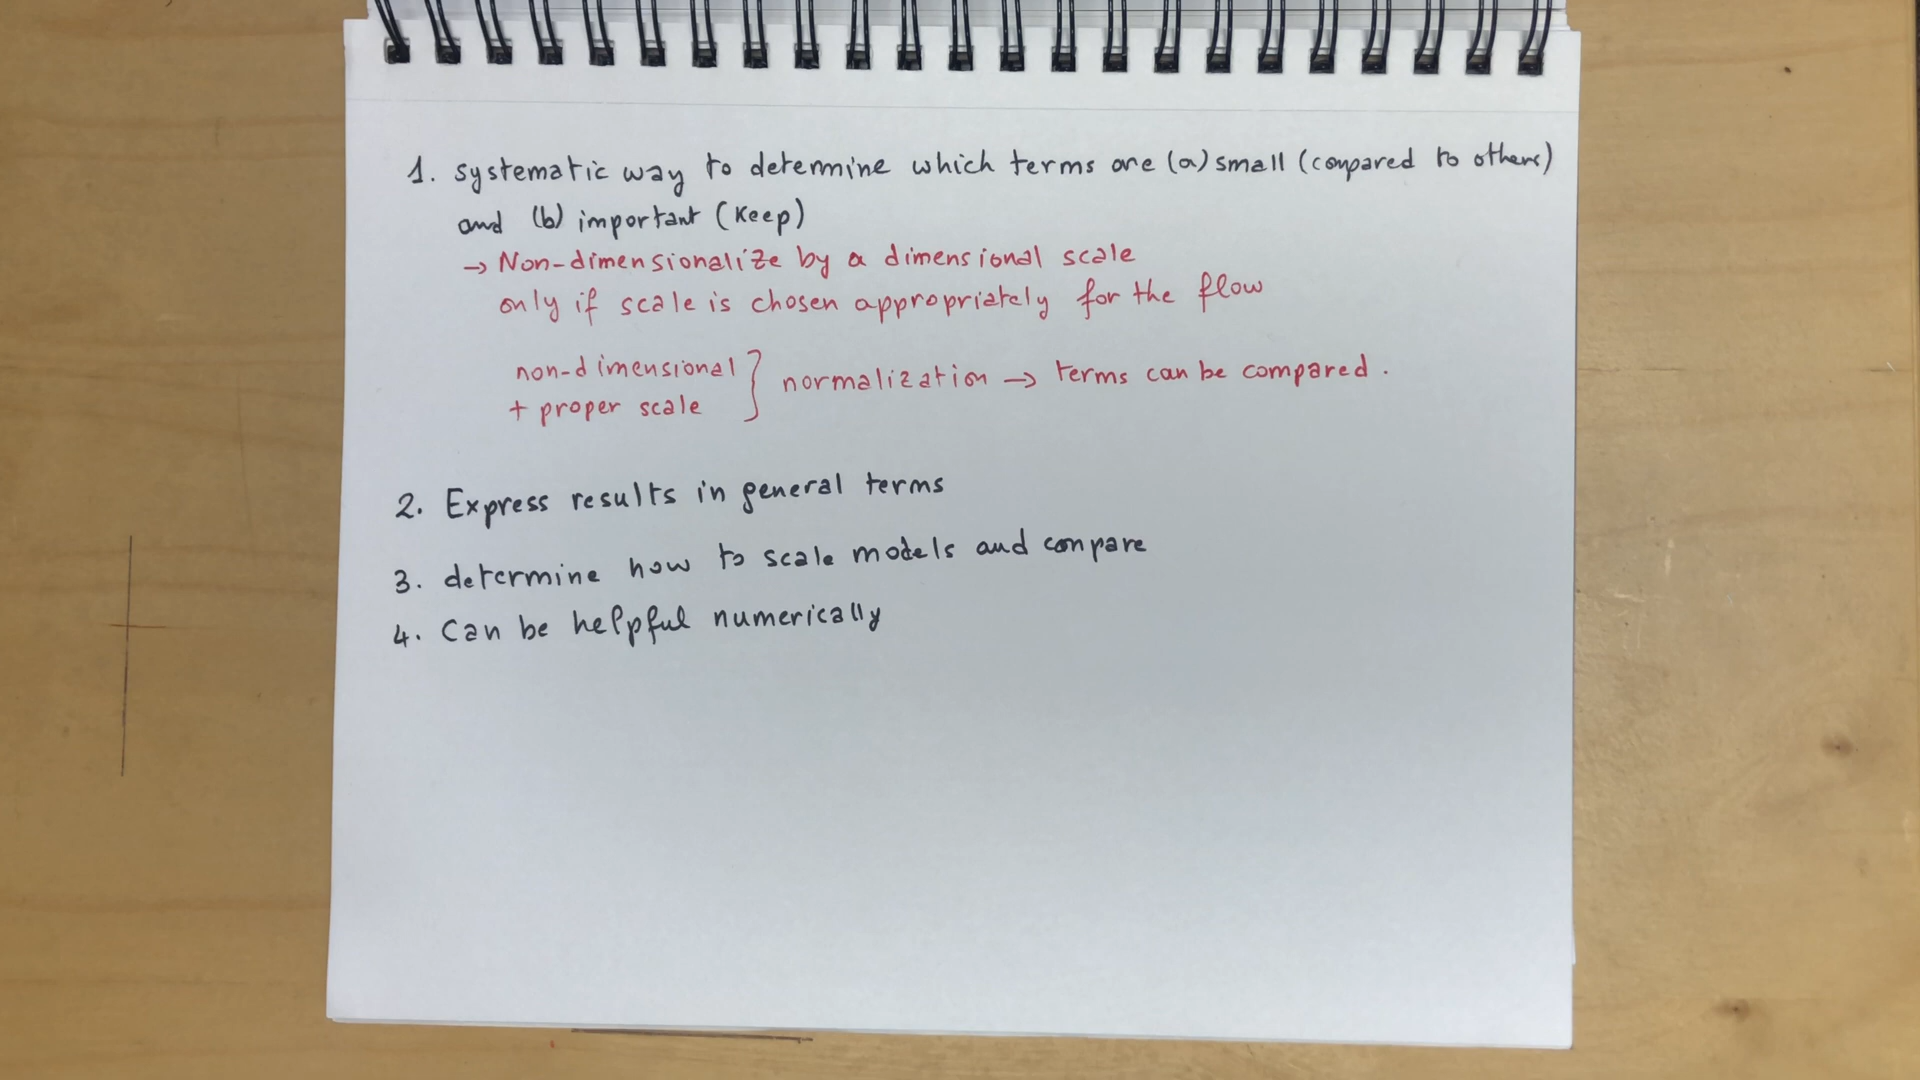 1. systematic way to determine which terms are (a) small (compared to others)
and (b) important (Keep)
→ Non-dimensionalize by a dimensional scale
only if scale is chosen appropriately for the flow
non-dimensional } normalization → terms can be compared.
+ proper scale
2. Express results in general terms
3. determine how to scale models and compare
4. Can be helpful numerically